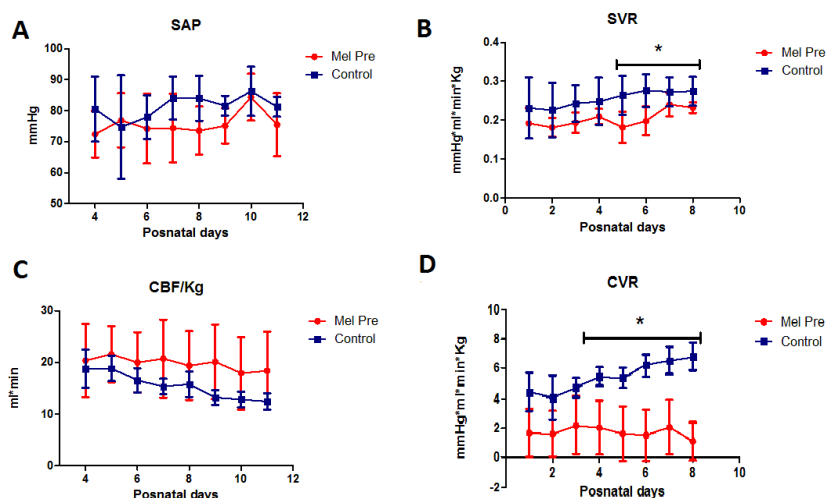 A
SAP
mmHg
100
90
80
70
60
50
4 6 8 10 12
Posnatal days
Mel Pre
Control
B
SVR
*
mmHg*ml*min*Kg
0.4
0.3
0.2
0.1
0.0
0 2 4 6 8 10
Posnatal days
Mel Pre
Control
C
CBF/Kg
ml*min
30
20
10
4 6 8 10 12
Posnatal days
Mel Pre
Control
D
CVR
*
mmHg*ml*min*Kg
10
8
6
4
2
0
-2
2 4 6 8 10
Posnatal days
Mel Pre
Control